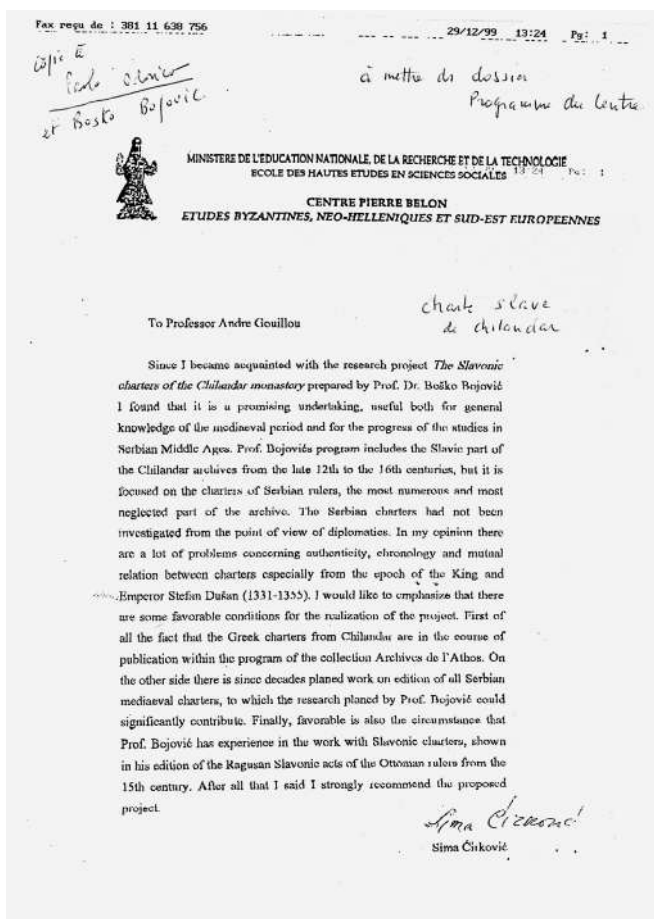 Fax reçu de : 381 11 638 756 29/12/99 13:24 Pg: 1
copie à
et Bosko Bojovic
à mettre ds dossier
Programme du Centre
MINISTERE DE L'EDUCATION NATIONALE, DE LA RECHERCHE ET DE LA TECHNOLOGIE
ECOLE DES HAUTES ETUDES EN SCIENCES SOCIALES 13:24 Pg: 1
CENTRE PIERRE BELON
ETUDES BYZANTINES, NEO-HELLENIQUES ET SUD-EST EUROPEENNES
charte slave
de chilandar
To Professor Andre Gouillou
Since I became acquainted with the research project The Slavonic
charters of the Chilandar monastery prepared by Prof. Dr. Boško Bojović
I found that it is a promising undertaking, useful both for general
knowledge of the mediaeval period and for the progress of the studies in
Serbian Middle Ages. Prof. Bojovićs program includes the Slavic part of
the Chilandar archives from the late 12th to the 16th centuries, but it is
focused on the charters of Serbian rulers, the most numerous and most
neglected part of the archive. The Serbian charters had not been
investigated from the point of view of diplomatics. In my opinion there
are a lot of problems concerning authenticity, chronology and mutual
relation between charters especially from the epoch of the King and
Emperor Stefan Dušan (1331-1355). I would like to emphasize that there
are some favorable conditions for the realization of the project. First of
all the fact that the Greek charters from Chilandar are in the course of
publication within the program of the collection Archives de l'Athos. On
the other side there is since decades planed work on edition of all Serbian
mediaeval charters, to which the research planed by Prof. Bojović could
significantly contribute. Finally, favorable is also the circumstance that
Prof. Bojović has experience in the work with Slavonic charters, shown
in his edition of the Ragusan Slavonic acts of the Ottoman rulers from the
15th century. After all that I said I strongly recommend the proposed
project.
Sima Ćirković
Sima Ćirković